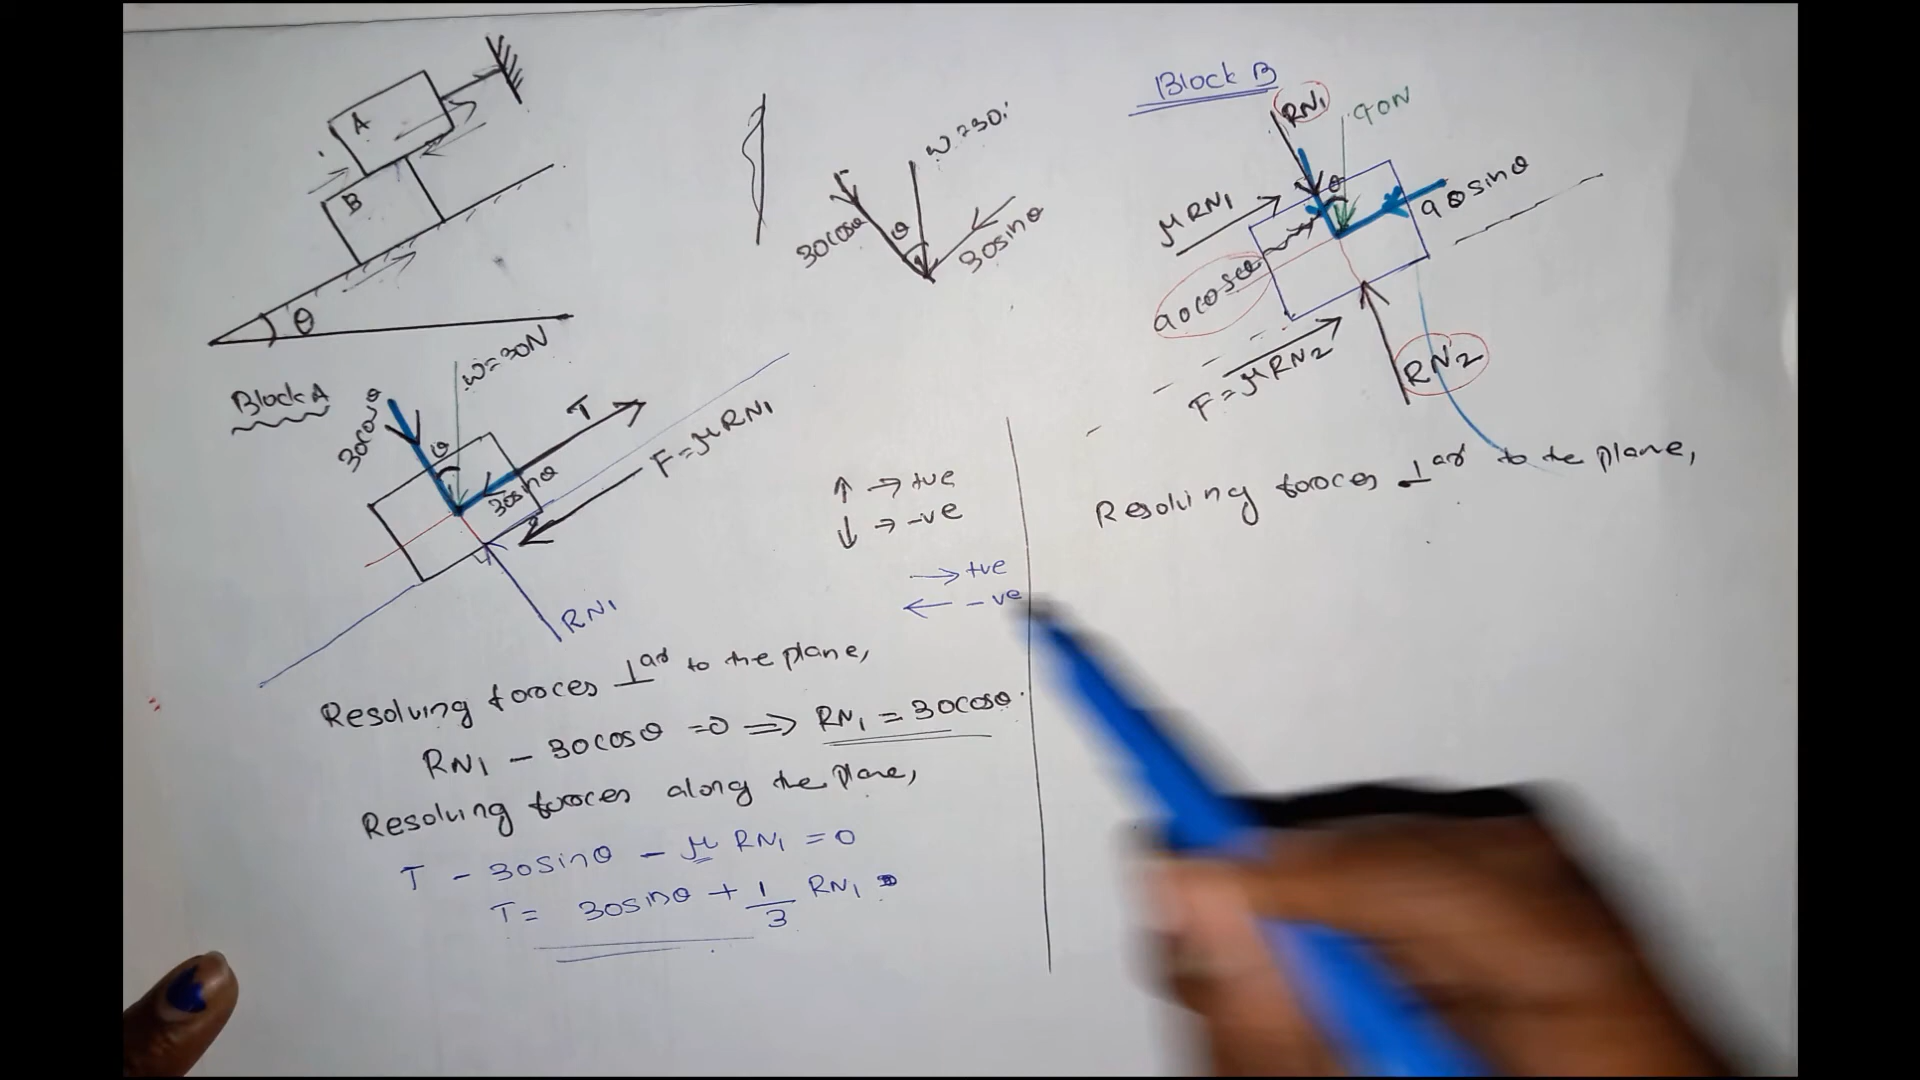 A
B
θ
W=30N
Block A
30cosθ
θ
T
30sinθ
F=μRN1
RN1
W=30
30cosθ
θ
30sinθ
↑ → +ve
↓ → -ve
→ +ve
← -ve
Resolving forces ⊥ar to the plane,
RN1 - 30cosθ =0 ⟹ RN1 = 30cosθ.
Resolving forces along the plane,
T - 30sinθ - μ RN1 = 0
T= 30sinθ + 1/3 RN1
Block B
RN1
90N
μRN1
θ
90sinθ
90cosθ
F=μRN2
RN2
Resolving forces ⊥ar to the plane,